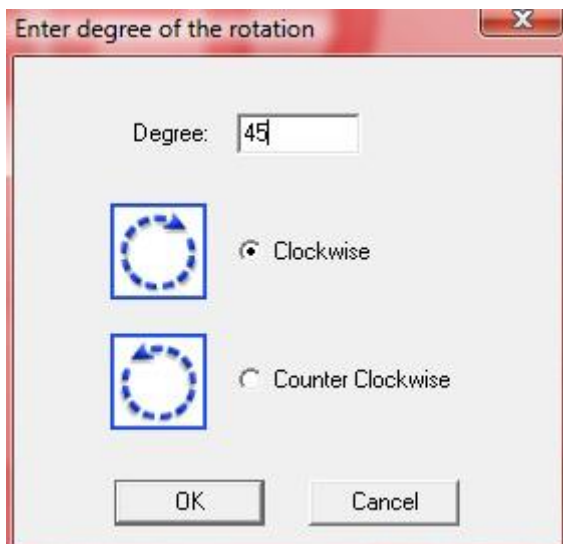 Enter degree of the rotation
Degree: 45
Clockwise
Counter Clockwise
OK Cancel